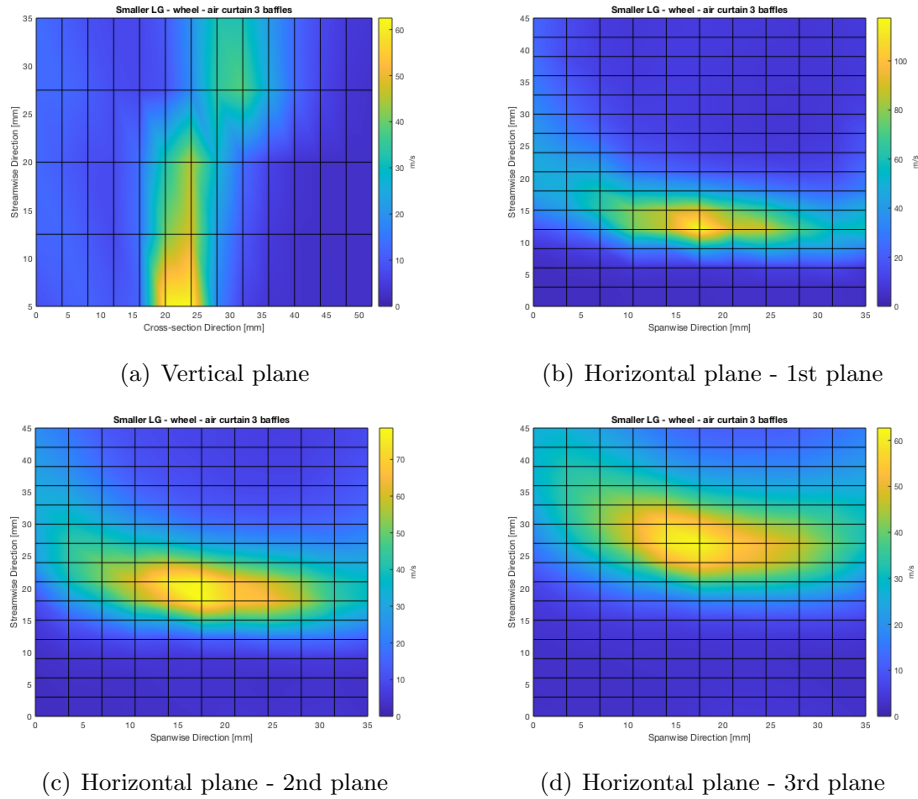 Smaller LG - wheel - air curtain 3 baffles
35
30
25
20
15
10
5
0 5 10 15 20 25 30 35 40 45 50
Cross-section Direction [mm]
Streamwise Direction [mm]
60
50
40
30
20
10
0
m/s
(a) Vertical plane
Smaller LG - wheel - air curtain 3 baffles
45
40
35
30
25
20
15
10
5
0
0 5 10 15 20 25 30 35
Spanwise Direction [mm]
Streamwise Direction [mm]
100
80
60
40
20
0
m/s
(b) Horizontal plane - 1st plane
Smaller LG - wheel - air curtain 3 baffles
45
40
35
30
25
20
15
10
5
0
0 5 10 15 20 25 30 35
Spanwise Direction [mm]
Streamwise Direction [mm]
70
60
50
40
30
20
10
0
m/s
(c) Horizontal plane - 2nd plane
Smaller LG - wheel - air curtain 3 baffles
45
40
35
30
25
20
15
10
5
0
0 5 10 15 20 25 30 35
Spanwise Direction [mm]
Streamwise Direction [mm]
60
50
40
30
20
10
0
m/s
(d) Horizontal plane - 3rd plane